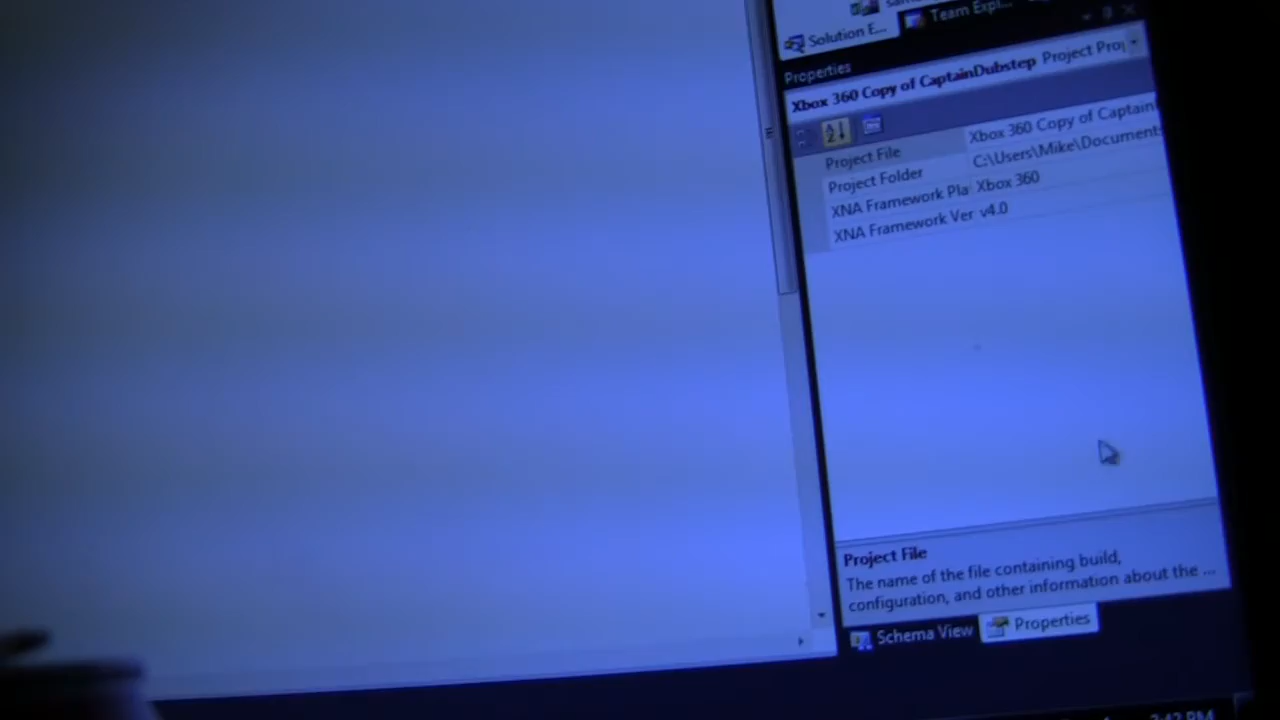 Solution E...
Team Expl...
Properties
Xbox 360 Copy of CaptainDubstep Project Proj
Project File Xbox 360 Copy of Captain
Project Folder C:\Users\Mike\Documents
XNA Framework Pla Xbox 360
XNA Framework Ver v4.0
Project File
The name of the file containing build,
configuration, and other information about the ...
Schema View
Properties